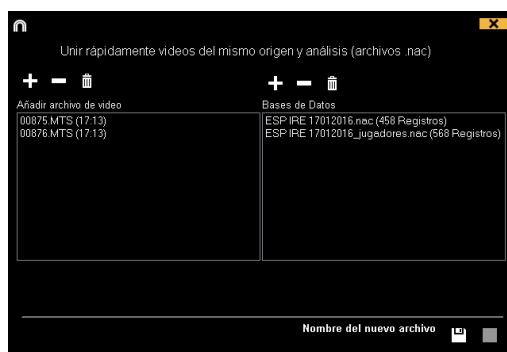 Unir rápidamente videos del mismo origen y análisis (archivos .nac)
Añadir archivo de video
00875.MTS (17:13)
00876.MTS (17:13)
Bases de Datos
ESP IRE 17012016.nac (458 Registros)
ESP IRE 17012016_jugadores.nac (568 Registros)
Nombre del nuevo archivo